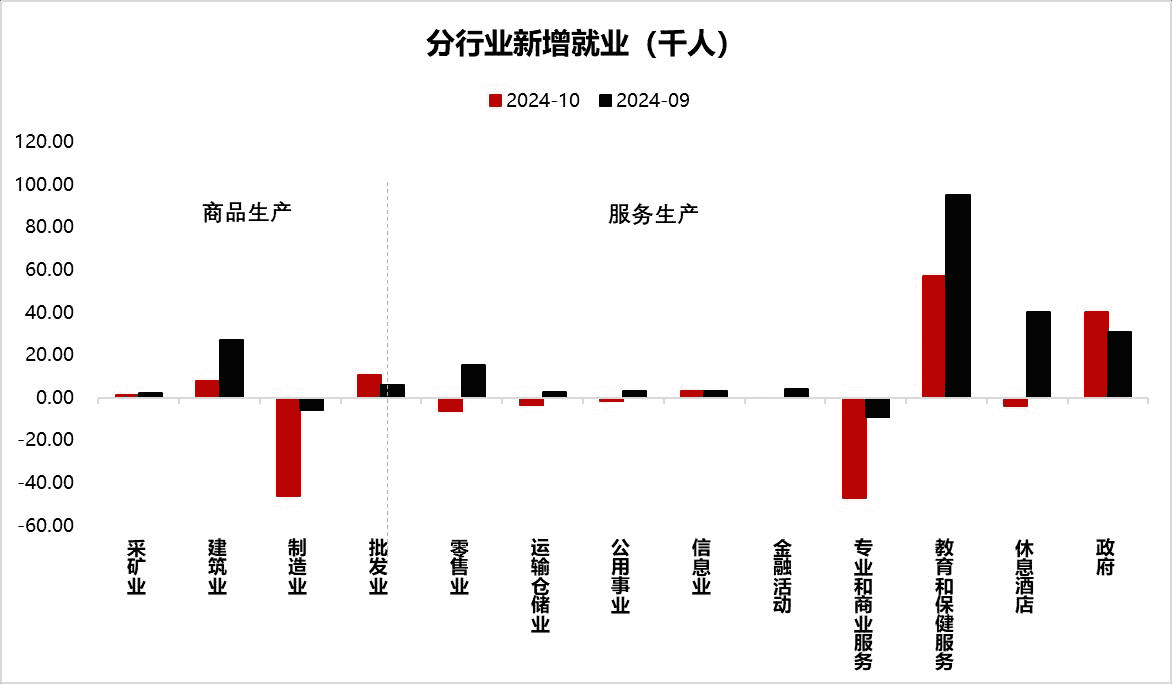 分行业新增就业（千人）
2024-10 2024-09
120.00
100.00
80.00
60.00
40.00
20.00
0.00
-20.00
-40.00
-60.00
商品生产
服务生产
采矿业
建筑业
制造业
批发业
零售业
运输仓储业
公用事业
信息业
金融活动
专业和商业服务
教育和保健服务
休息酒店
政府